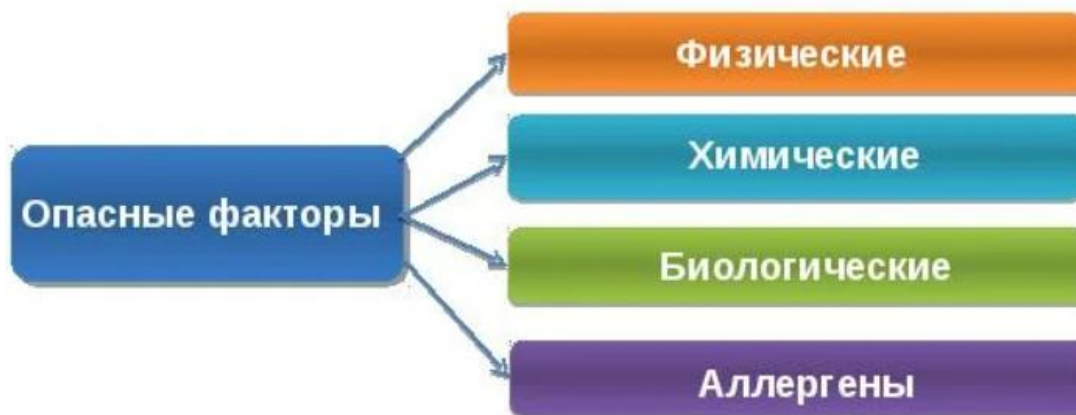 Физические
Химические
Опасные факторы
Биологические
Аллергены